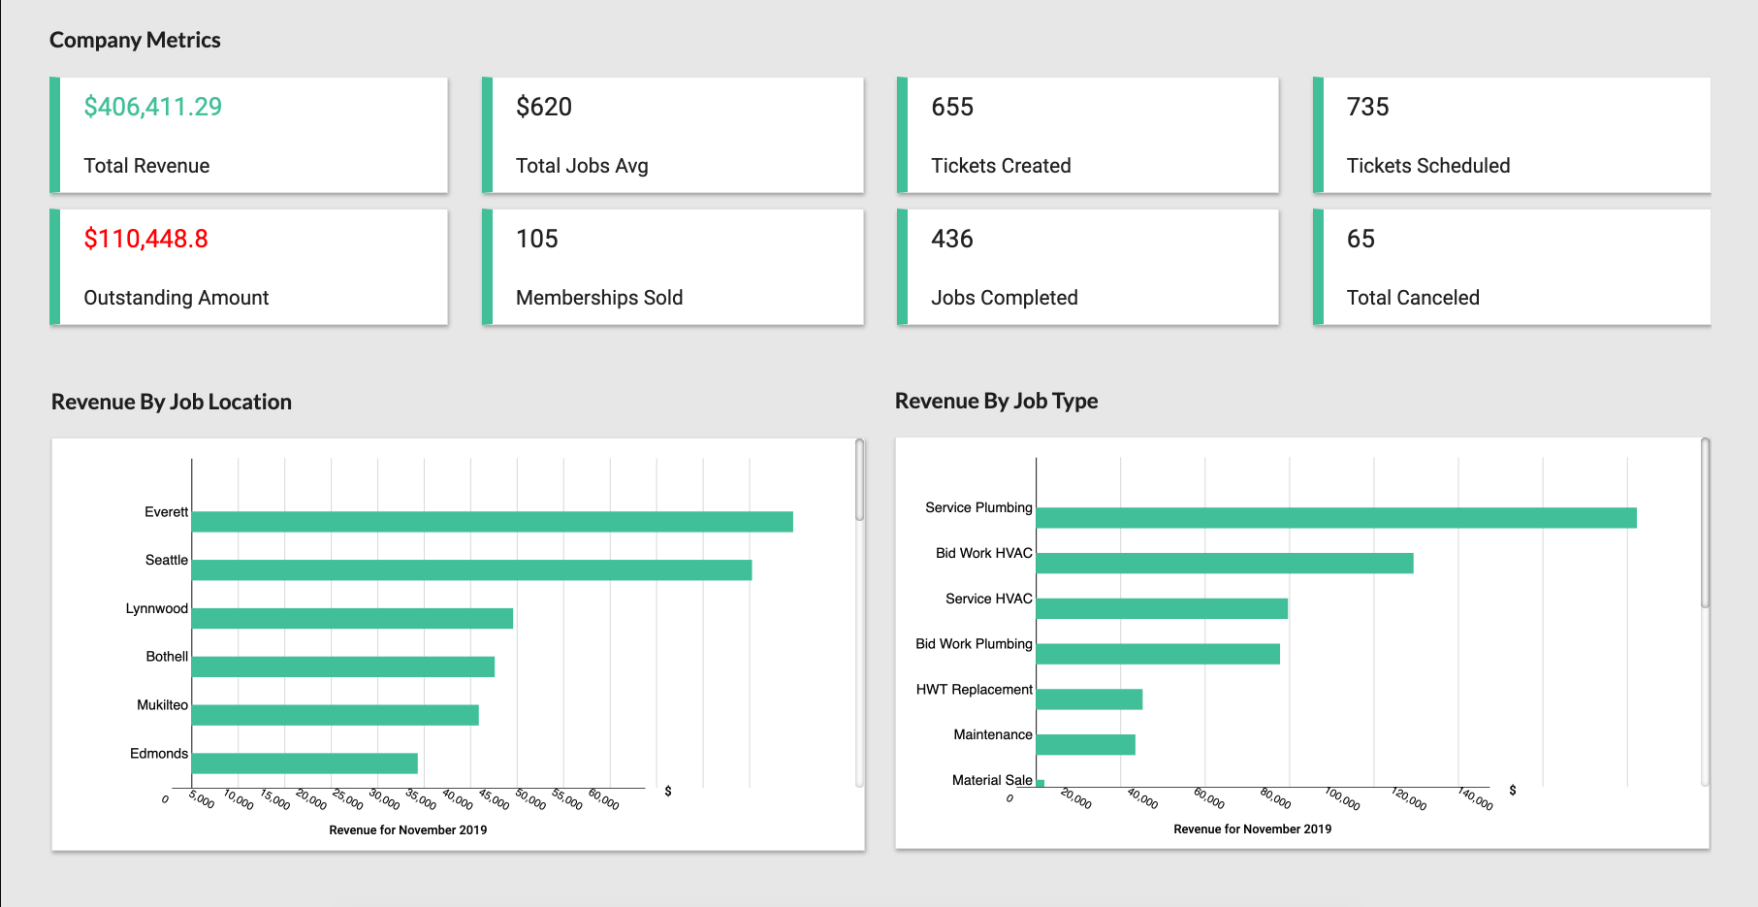 Company Metrics
$406,411.29
Total Revenue
$620
Total Jobs Avg
655
Tickets Created
735
Tickets Scheduled
$110,448.8
Outstanding Amount
105
Memberships Sold
436
Jobs Completed
65
Total Canceled
Revenue By Job Location
Everett
Seattle
Lynnwood
Bothell
Mukilteo
Edmonds
0 5,000 10,000 15,000 20,000 25,000 30,000 35,000 40,000 45,000 50,000 55,000 60,000 $
Revenue for November 2019
Revenue By Job Type
Service Plumbing
Bid Work HVAC
Service HVAC
Bid Work Plumbing
HWT Replacement
Maintenance
Material Sale
0 20,000 40,000 60,000 80,000 100,000 120,000 140,000 $
Revenue for November 2019